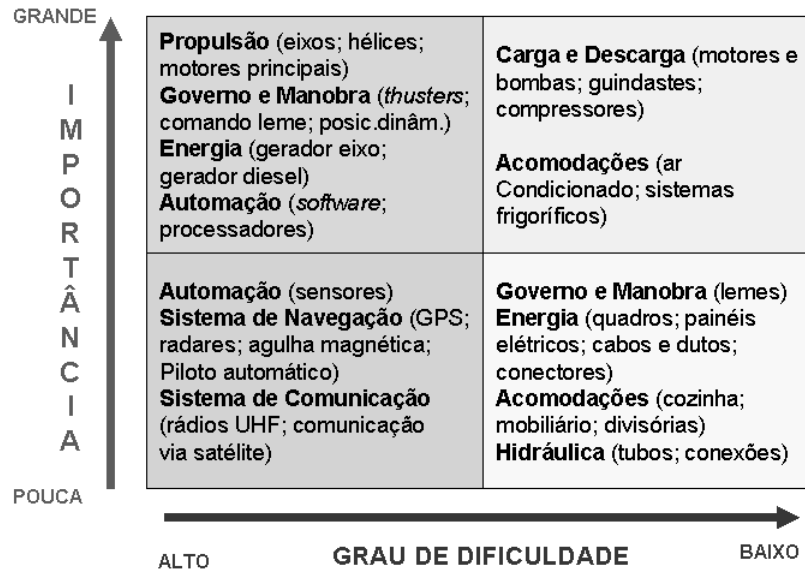 GRANDE
IMPORTÂNCIA
POUCA
Propulsão (eixos; hélices;
motores principais)
Governo e Manobra (thusters;
comando leme; posic.dinâm.)
Energia (gerador eixo;
gerador diesel)
Automação (software;
processadores)
Carga e Descarga (motores e
bombas; guindastes;
compressores)
Acomodações (ar
Condicionado; sistemas
frigoríficos)
Automação (sensores)
Sistema de Navegação (GPS;
radares; agulha magnética;
Piloto automático)
Sistema de Comunicação
(rádios UHF; comunicação
via satélite)
Governo e Manobra (lemes)
Energia (quadros; painéis
elétricos; cabos e dutos;
conectores)
Acomodações (cozinha;
mobiliário; divisórias)
Hidráulica (tubos; conexões)
ALTO
GRAU DE DIFICULDADE
BAIXO